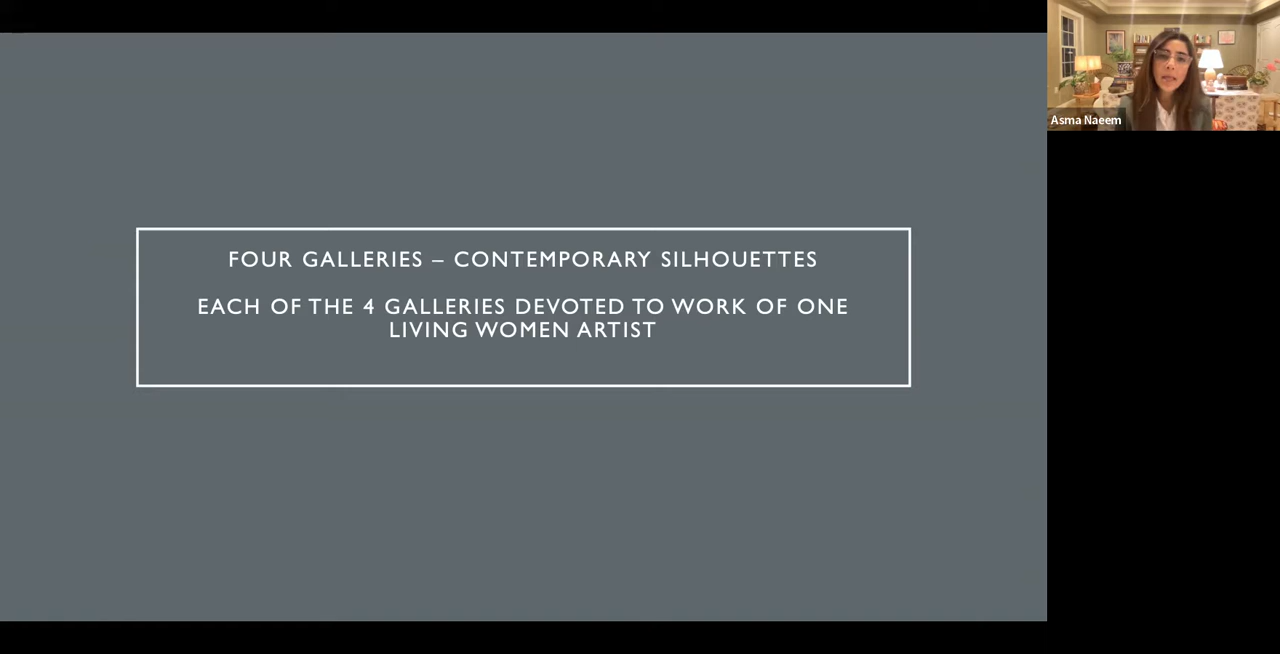 FOUR GALLERIES – CONTEMPORARY SILHOUETTES
EACH OF THE 4 GALLERIES DEVOTED TO WORK OF ONE
LIVING WOMEN ARTIST
Asma Naeem